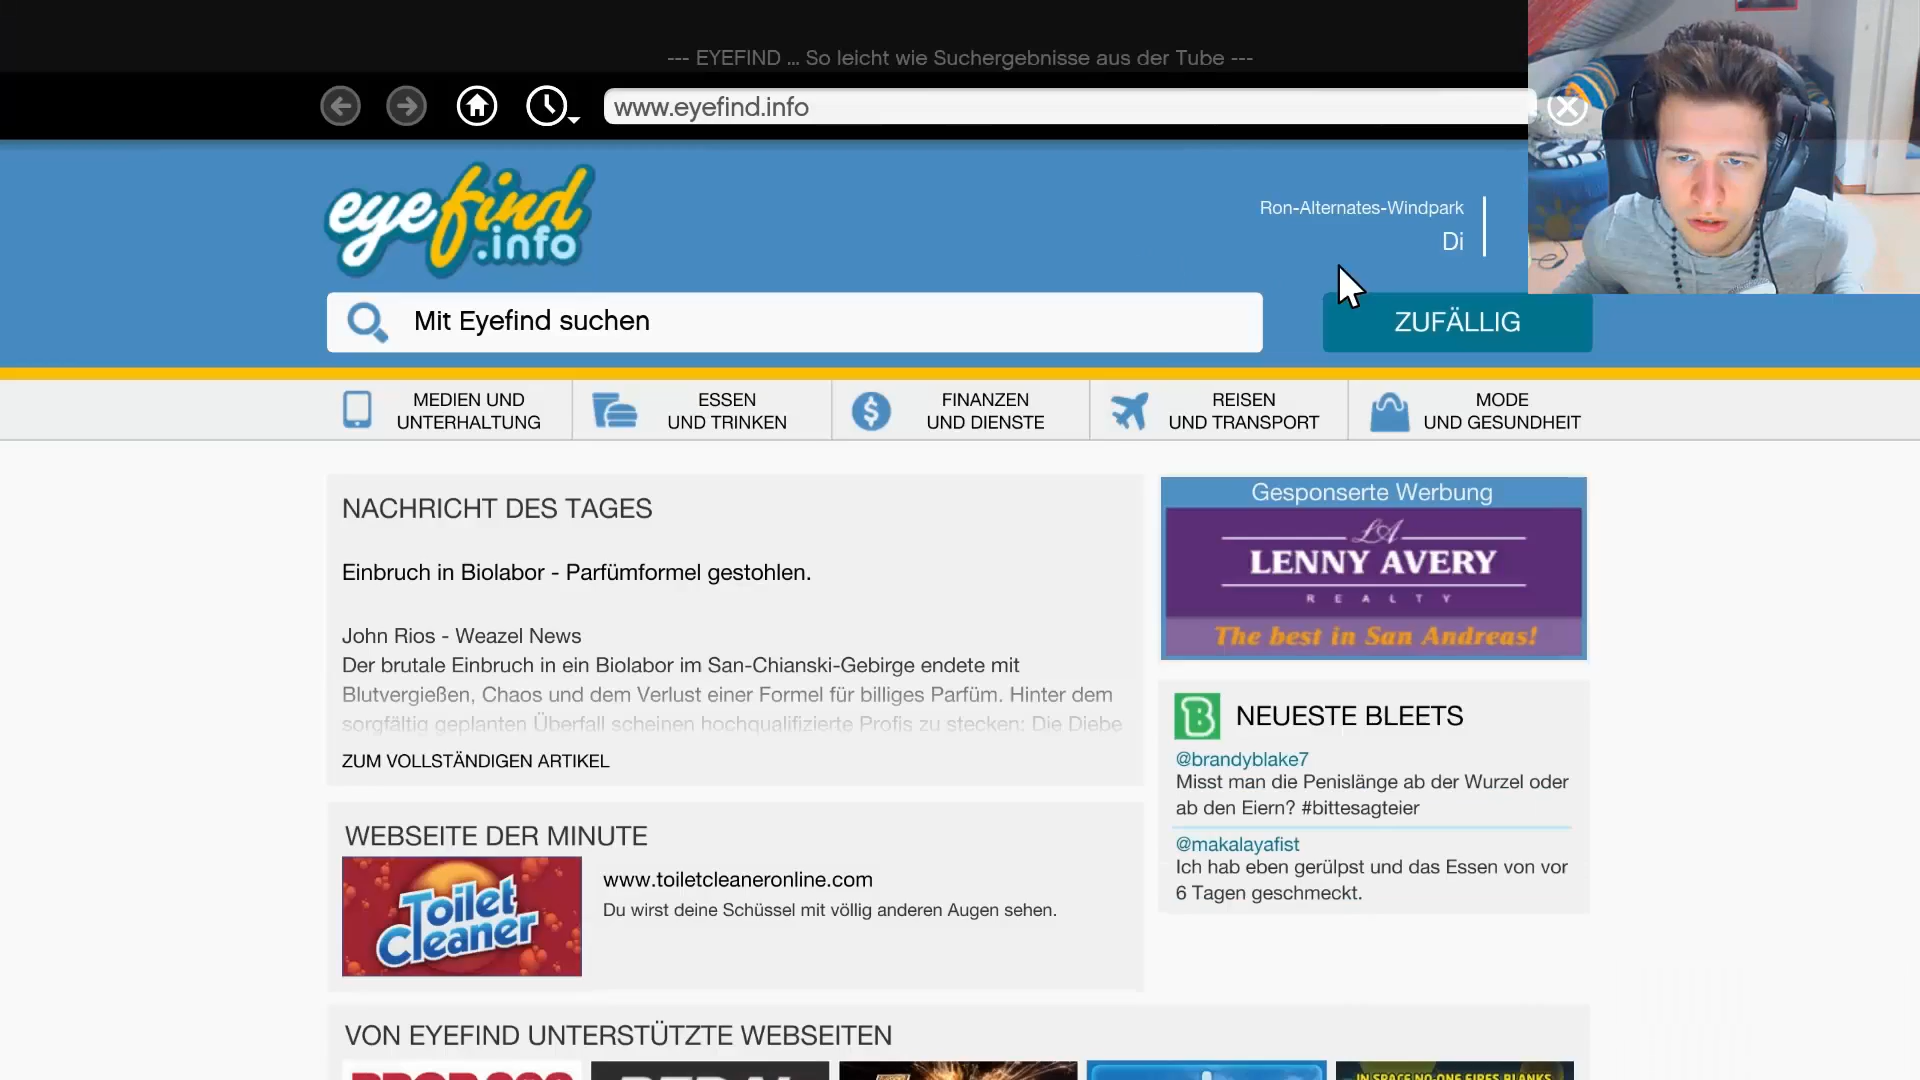 --- EYEFIND ... So leicht wie Suchergebnisse aus der Tube ---
www.eyefind.info
eyefind
.info
Ron-Alternates-Windpark
Di
Mit Eyefind suchen
ZUFÄLLIG
MEDIEN UND
UNTERHALTUNG
ESSEN
UND TRINKEN
FINANZEN
UND DIENSTE
REISEN
UND TRANSPORT
MODE
UND GESUNDHEIT
NACHRICHT DES TAGES
Einbruch in Biolabor - Parfümformel gestohlen.
John Rios - Weazel News
Der brutale Einbruch in ein Biolabor im San-Chianski-Gebirge endete mit
Blutvergießen, Chaos und dem Verlust einer Formel für billiges Parfüm. Hinter dem
sorgfältig geplanten Überfall scheinen hochqualifizierte Profis zu stecken: Die Diebe
ZUM VOLLSTÄNDIGEN ARTIKEL
Gesponserte Werbung
LA
LENNY AVERY
REALTY
The best in San Andreas!
B
NEUESTE BLEETS
@brandyblake7
Misst man die Penislänge ab der Wurzel oder
ab den Eiern? #bittesagteier
@makalayafist
Ich hab eben gerülpst und das Essen von vor
6 Tagen geschmeckt.
WEBSEITE DER MINUTE
Toilet
Cleaner
www.toiletcleaneronline.com
Du wirst deine Schüssel mit völlig anderen Augen sehen.
VON EYEFIND UNTERSTÜTZTE WEBSEITEN
IN SPACE NO-ONE FIRES BLANKS